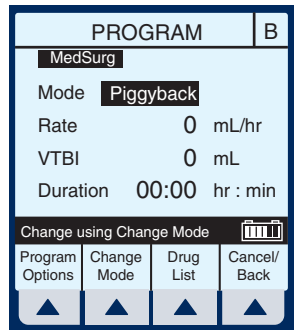 PROGRAM B
MedSurg
Mode Piggyback
Rate 0 mL/hr
VTBI 0 mL
Duration 00:00 hr : min
Change using Change Mode
Program Options Change Mode Drug List Cancel/ Back